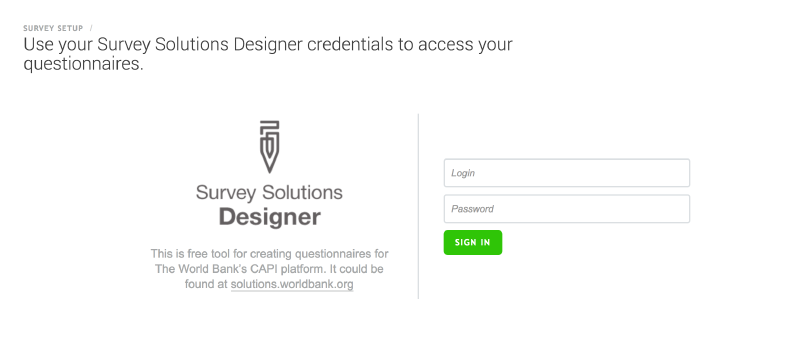 SURVEY SETUP /
Use your Survey Solutions Designer credentials to access your
questionnaires.
Survey Solutions
Designer
This is free tool for creating questionnaires for
The World Bank's CAPI platform. It could be
found at solutions.worldbank.org
Login
Password
SIGN IN